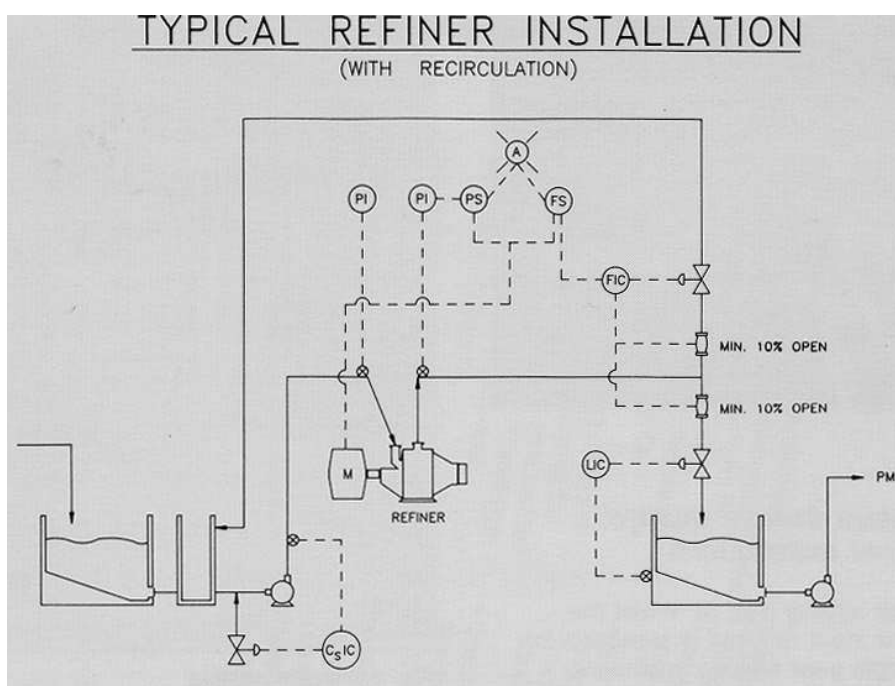 TYPICAL REFINER INSTALLATION
(WITH RECIRCULATION)
A
PI
PI
PS
FS
FIC
MIN. 10% OPEN
MIN. 10% OPEN
LIC
M
PM
REFINER
CsIC